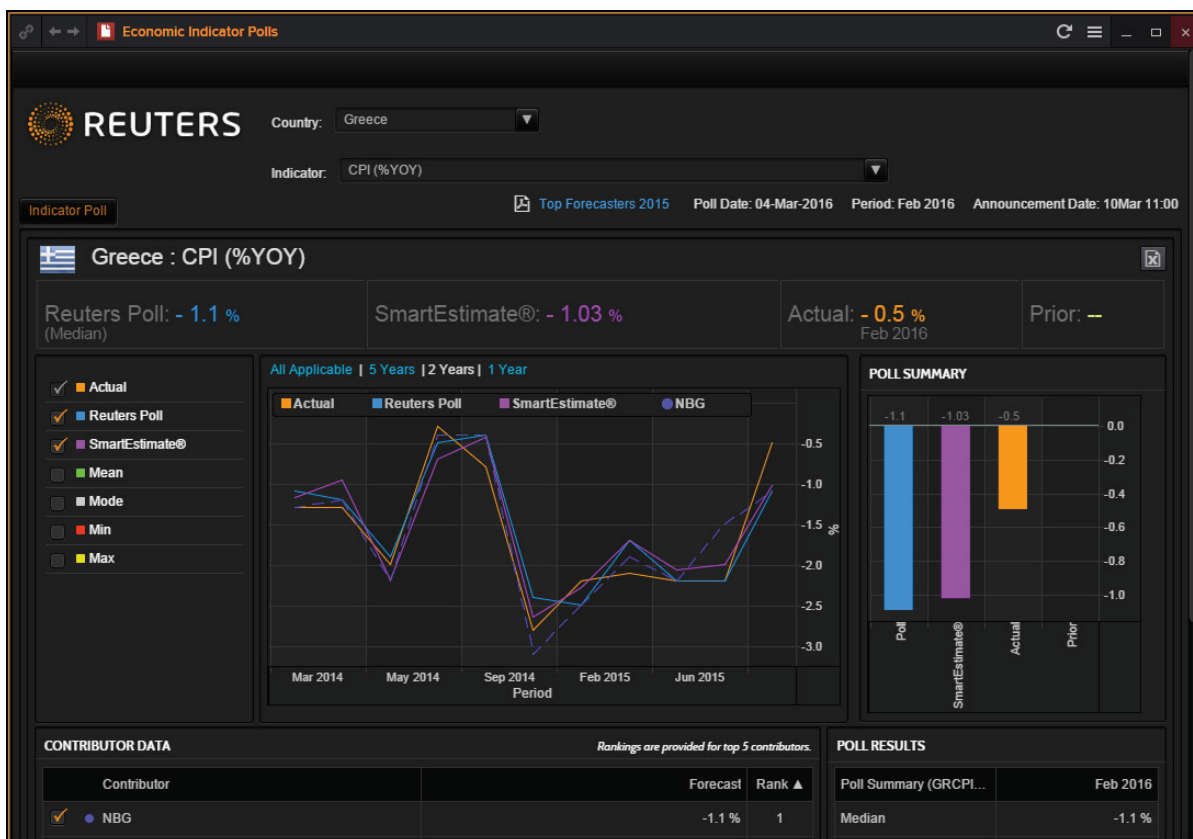 Economic Indicator Polls
REUTERS
Country: Greece
Indicator: CPI (%YOY)
Indicator Poll
Top Forecasters 2015 Poll Date: 04-Mar-2016 Period: Feb 2016 Announcement Date: 10Mar 11:00
Greece : CPI (%YOY)
Reuters Poll: - 1.1 %
(Median)
SmartEstimate®: - 1.03 %
Actual: - 0.5 %
Feb 2016
Prior: --
Actual
Reuters Poll
SmartEstimate®
Mean
Mode
Min
Max
All Applicable | 5 Years | 2 Years | 1 Year
Actual Reuters Poll SmartEstimate® NBG
-0.5
-1.0
-1.5
-2.0
-2.5
-3.0
%
Mar 2014 May 2014 Sep 2014 Feb 2015 Jun 2015
Period
POLL SUMMARY
-1.1 -1.03 -0.5
0.0
-0.2
-0.4
-0.6
-0.8
-1.0
Poll SmartEstimate® Actual Prior
CONTRIBUTOR DATA Rankings are provided for top 5 contributors.
Contributor Forecast Rank ▲
NBG -1.1 % 1
POLL RESULTS
Poll Summary (GRCPI... Feb 2016
Median -1.1 %